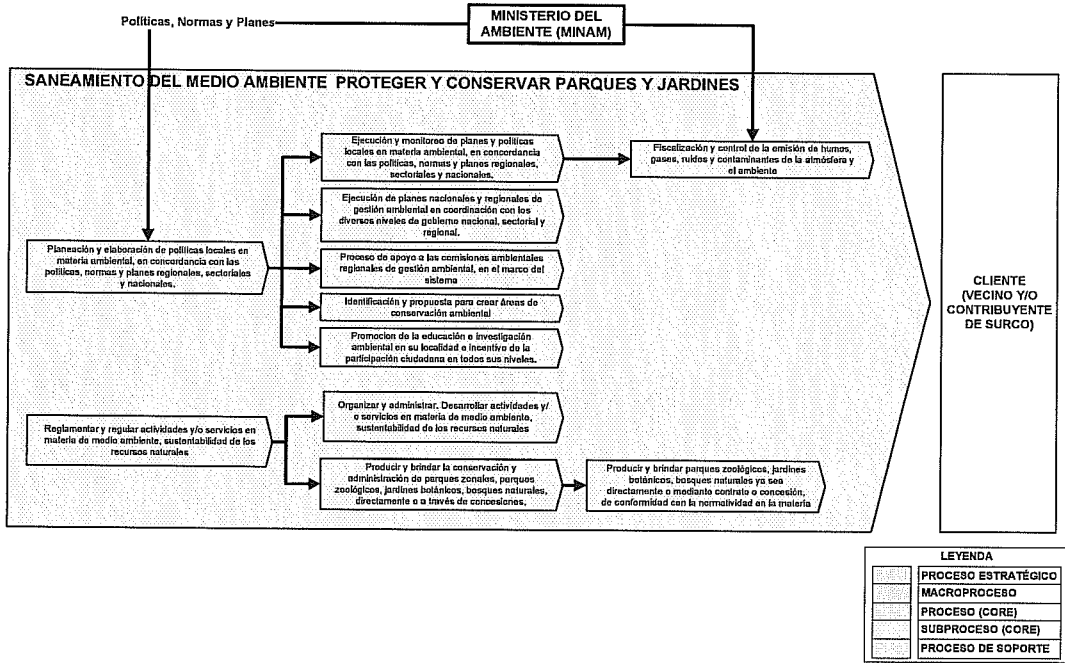 Políticas, Normas y Planes
MINISTERIO DEL
AMBIENTE (MINAM)
SANEAMIENTO DEL MEDIO AMBIENTE PROTEGER Y CONSERVAR PARQUES Y JARDINES
Ejecución y monitoreo de planes y políticas
locales en materia ambiental, en concordancia
con las políticas, normas y planes regionales,
sectoriales y nacionales.
Fiscalización y control de la emisión de humos,
gases, ruidos y contaminantes de la atmósfera y
el ambiente
Ejecución de planes nacionales y regionales de
gestión ambiental en coordinación con los
diversos niveles de gobierno nacional, sectorial y
regional.
Planeación y elaboración de políticas locales en
materia ambiental, en concordancia con las
políticas, normas y planes regionales, sectoriales
y nacionales.
Proceso de apoyo a las comisiones ambientales
regionales de gestión ambiental, en el marco del
sistema
Identificación y propuesta para crear Áreas de
conservación ambiental
Promocion de la educación e investigación
ambiental en su localidad e incentivo de la
participación ciudadana en todos sus niveles.
Reglamentar y regular actividades y/o servicios en
materia de medio ambiente, sustentabilidad de los
recursos naturales
Organizar y administrar. Desarrollar actividades y/
o servicios en materia de medio ambiente,
sustentabilidad de los recursos naturales
Producir y brindar la conservación y
administración de parques zonales, parques
zoológicos, jardines botánicos, bosques naturales,
directamente o a través de concesiones.
Producir y brindar parques zoológicos, jardines
botánicos, bosques naturales ya sea
directamente o mediante contrato o concesión,
de conformidad con la normatividad en la materia
CLIENTE
(VECINO Y/O
CONTRIBUYENTE
DE SURCO)
LEYENDA
PROCESO ESTRATÉGICO
MACROPROCESO
PROCESO (CORE)
SUBPROCESO (CORE)
PROCESO DE SOPORTE